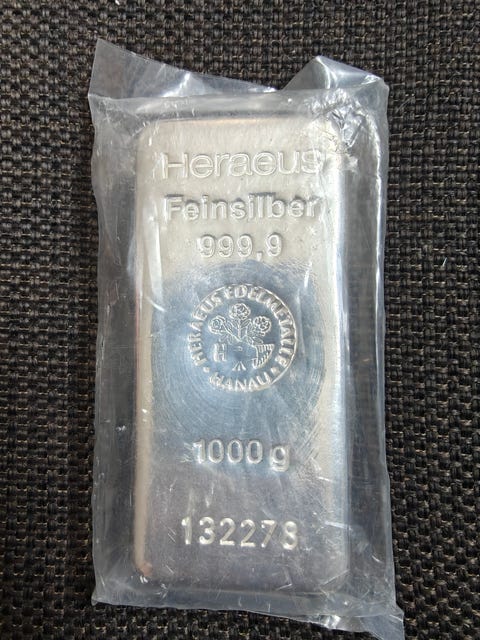 Heraeus
Feinsilber
999,9
HERAEUS EDELMETALLE
H J
HANAU
1000 g
132278